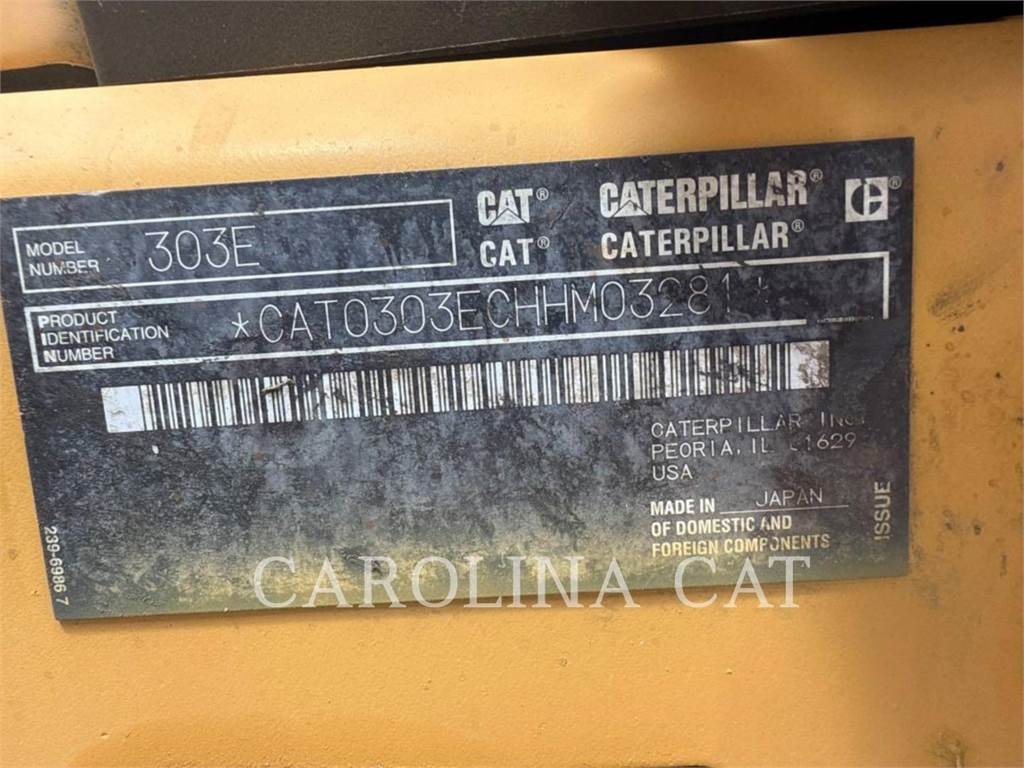 MODEL NUMBER 303E
CAT® CATERPILLAR®
CAT® CATERPILLAR®
PRODUCT IDENTIFICATION NUMBER *CAT0303ECHHM03281*
CATERPILLAR INC
PEORIA, IL 61629
USA
MADE IN JAPAN
OF DOMESTIC AND
FOREIGN COMPONENTS
ISSUE
239-6986 7
CAROLINA CAT